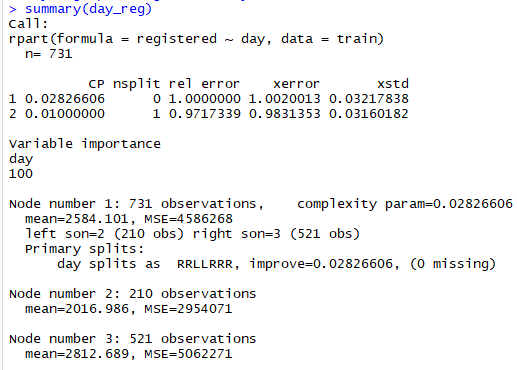 > summary(day_reg)
Call:
rpart(formula = registered ~ day, data = train)
  n= 731

          CP nsplit rel error    xerror       xstd
1 0.02826606      0 1.0000000 1.0020013 0.03217838
2 0.01000000      1 0.9717339 0.9831353 0.03160182

Variable importance
day
100

Node number 1: 731 observations,    complexity param=0.02826606
  mean=2584.101, MSE=4586268
  left son=2 (210 obs) right son=3 (521 obs)
  Primary splits:
      day splits as  RRLLRRR, improve=0.02826606, (0 missing)

Node number 2: 210 observations
  mean=2016.986, MSE=2954071

Node number 3: 521 observations
  mean=2812.689, MSE=5062271